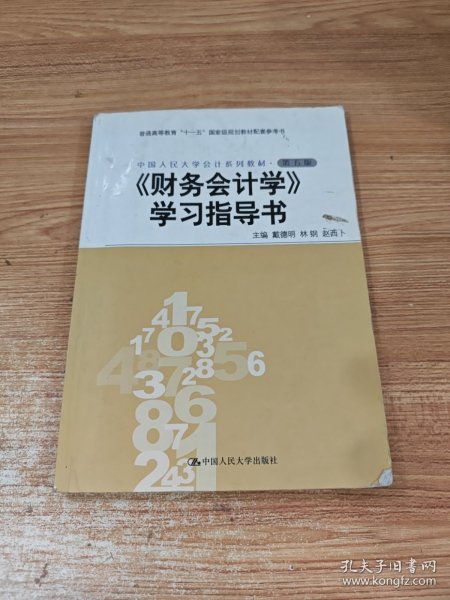 普通高等教育“十一五”国家级规划教材配套参考书
中国人民大学会计系列教材·第五版
《财务会计学》
学习指导书
主编 戴德明 林钢 赵西卜
中国人民大学出版社
孔夫子旧书网
www.kongfz.com